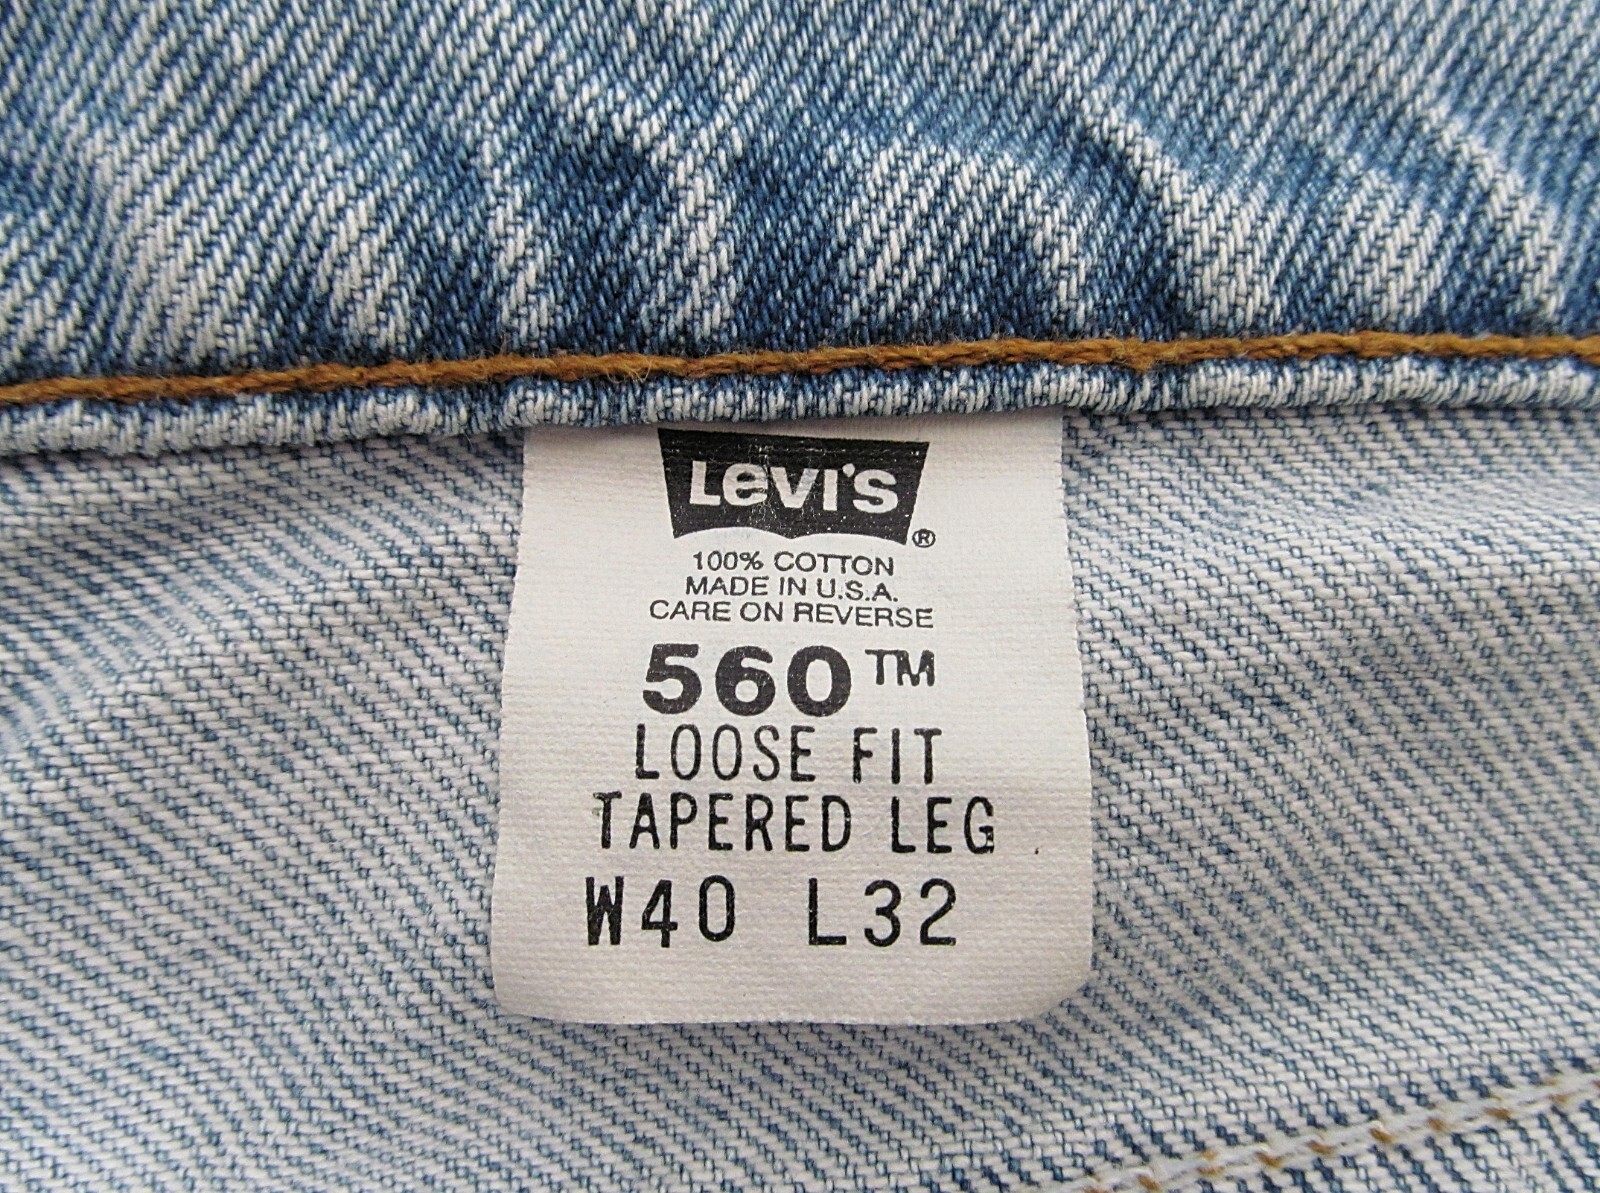 Levi's ®
100% COTTON
MADE IN U.S.A.
CARE ON REVERSE
560™
LOOSE FIT
TAPERED LEG
W40 L32